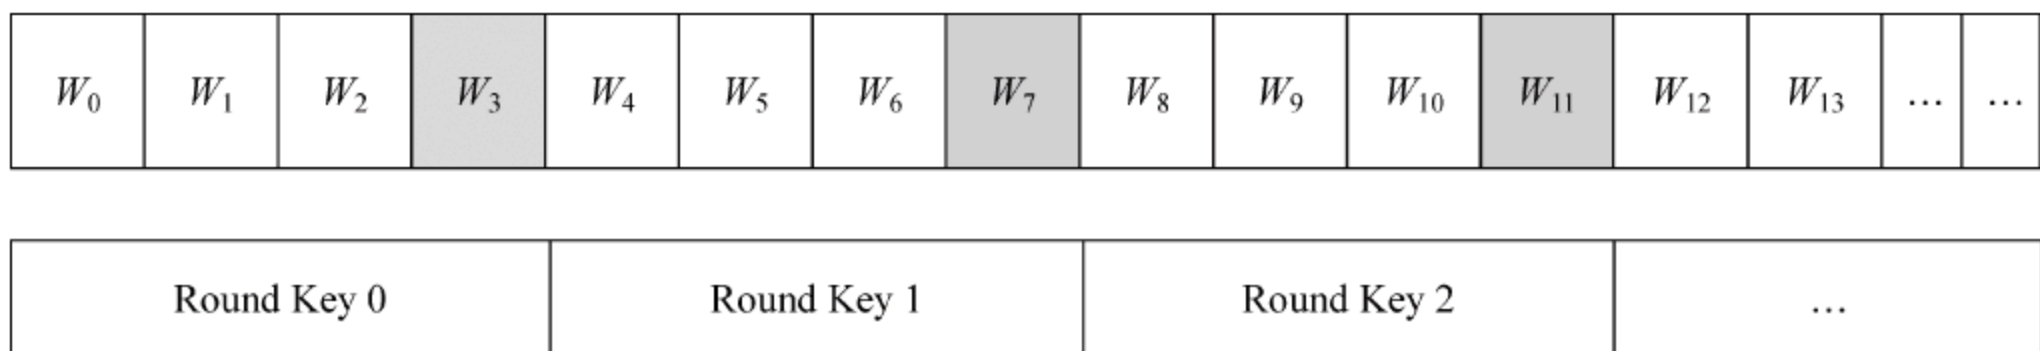 W₀ W₁ W₂ W₃ W₄ W₅ W₆ W₇ W₈ W₉ W₁₀ W₁₁ W₁₂ W₁₃ ... ...
Round Key 0 Round Key 1 Round Key 2 ...